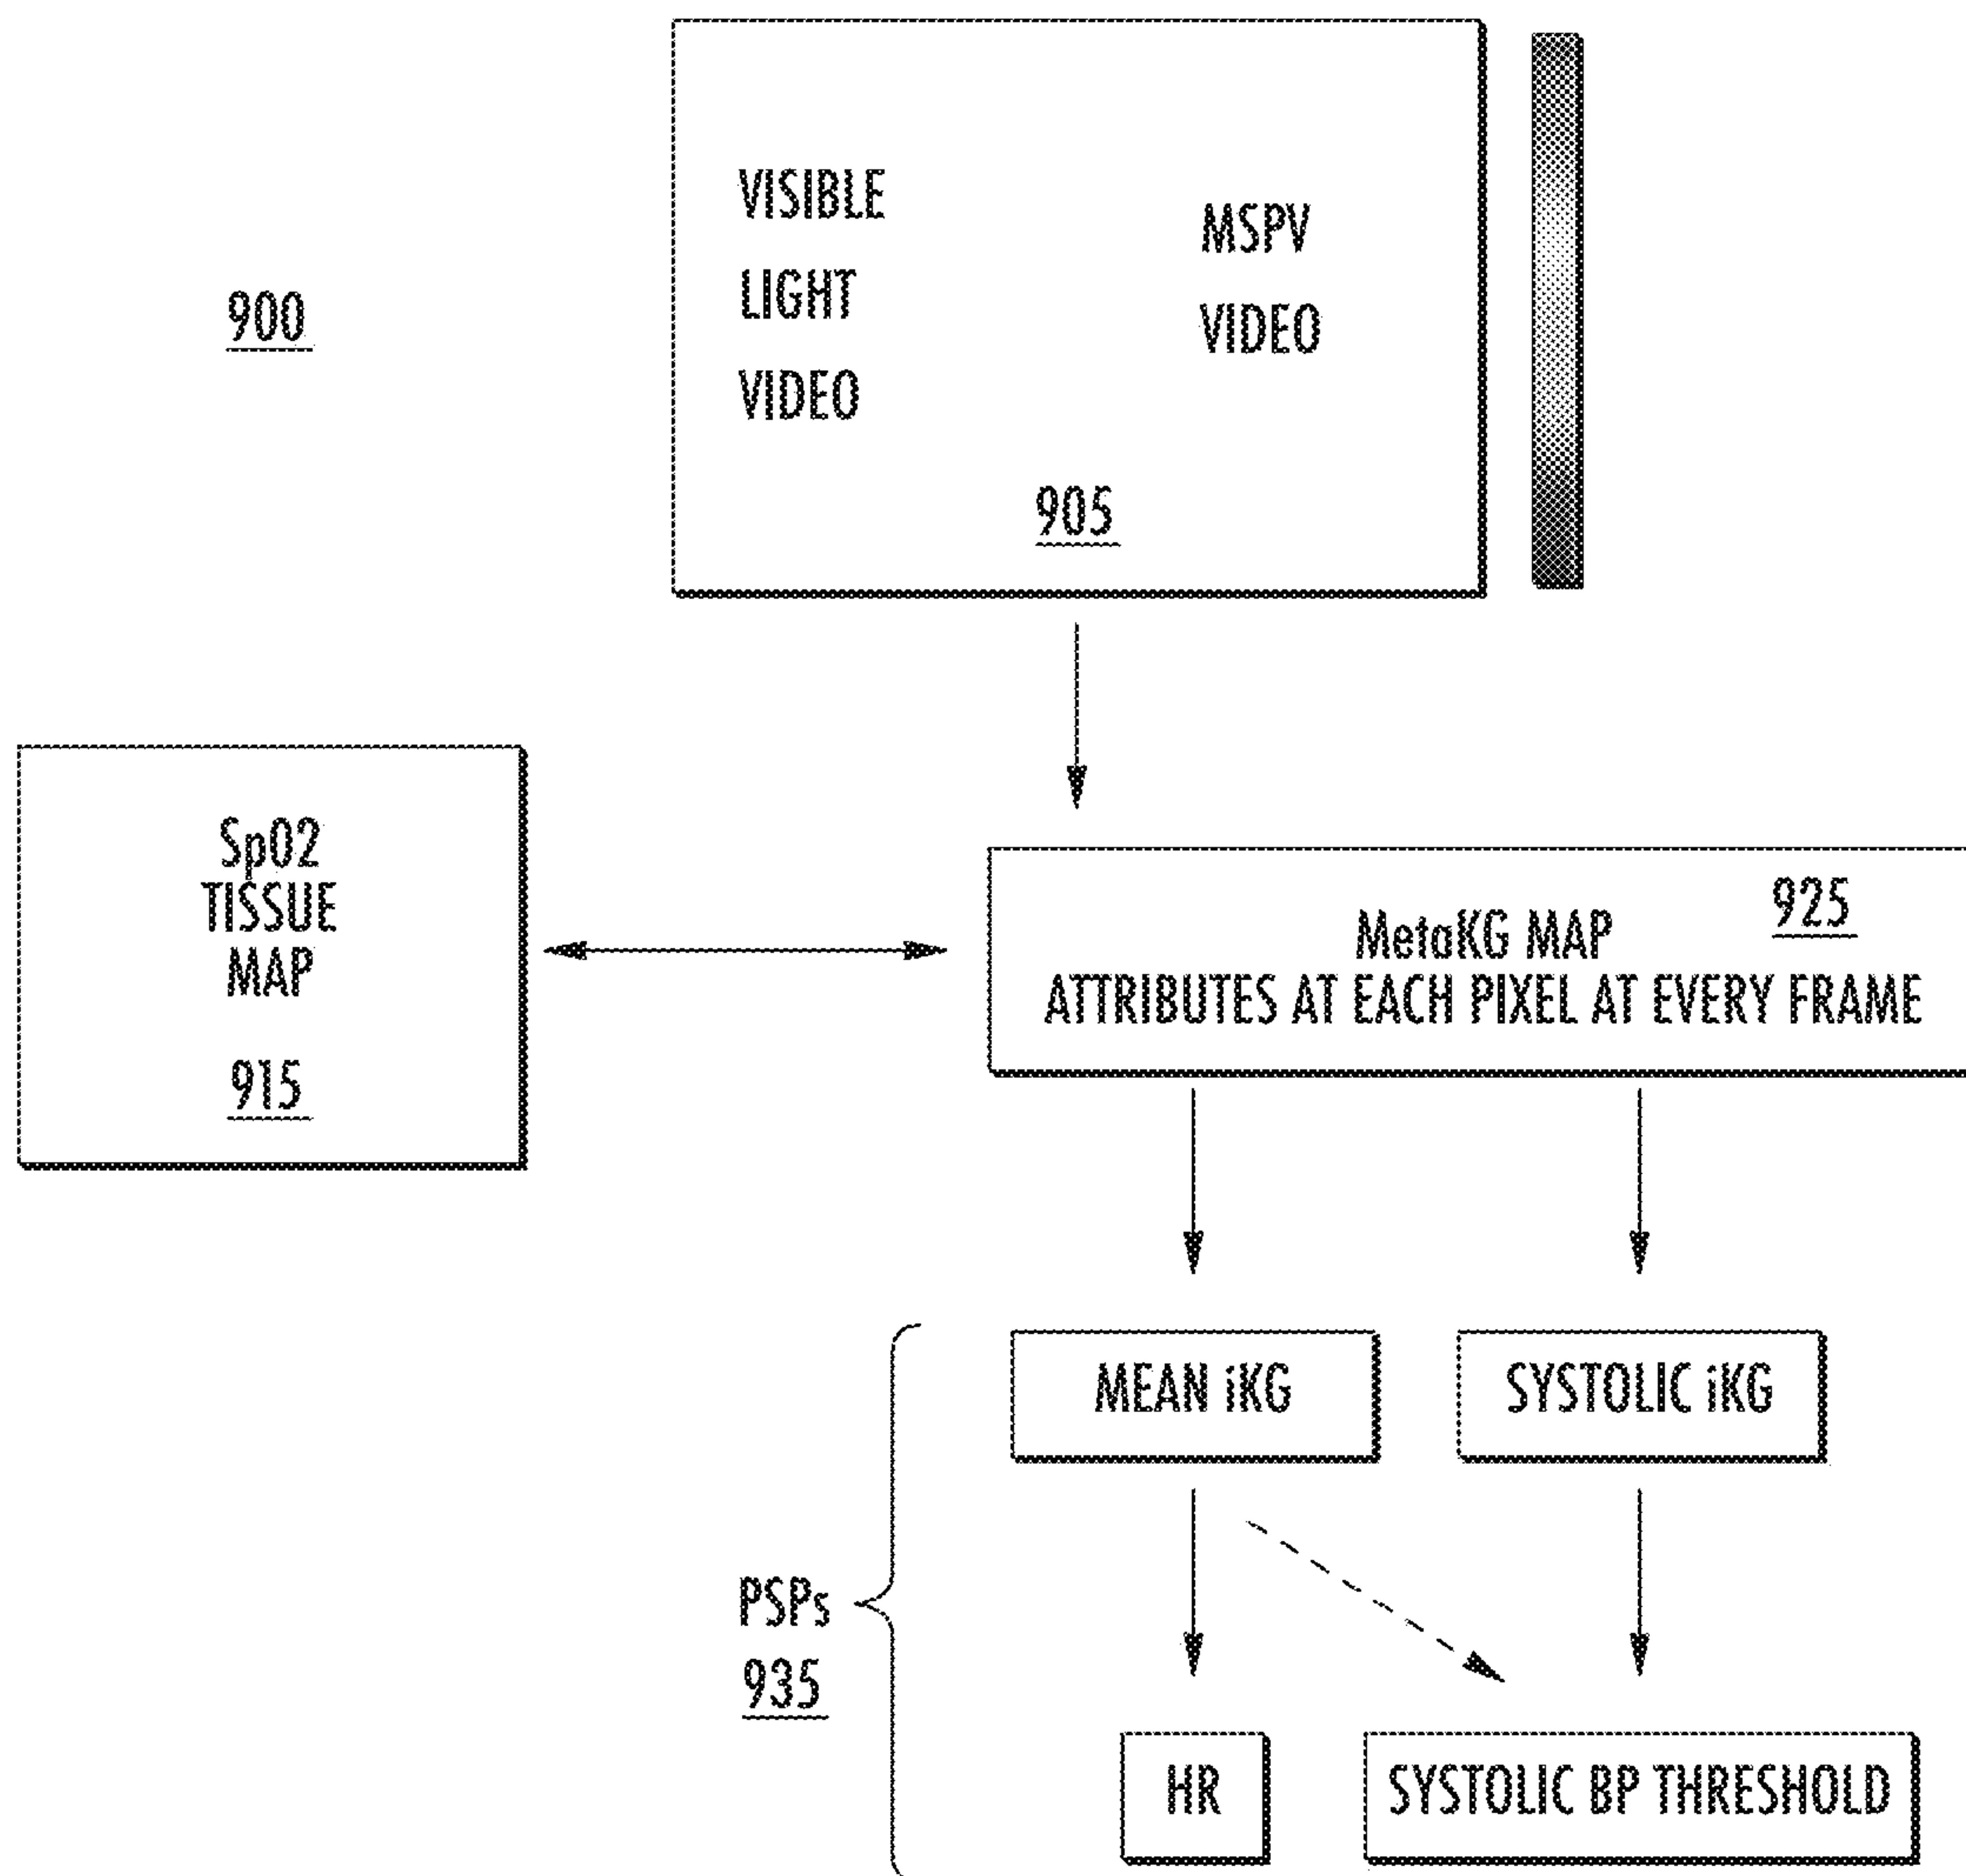 900
VISIBLE
LIGHT
VIDEO
MSPV
VIDEO
905
SpO2
TISSUE
MAP
915
925
MetaKG MAP
ATTRIBUTES AT EACH PIXEL AT EVERY FRAME
MEAN iKG
SYSTOLIC iKG
PSPs
935
HR
SYSTOLIC BP THRESHOLD